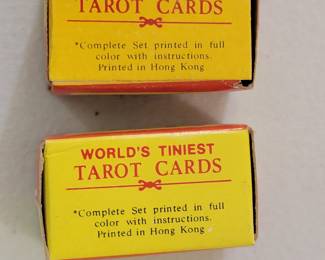 TAROT CARDS
*Complete Set printed in full
color with instructions.
Printed in Hong Kong
WORLD'S TINIEST
TAROT CARDS
*Complete Set printed in full
color with instructions.
Printed in Hong Kong